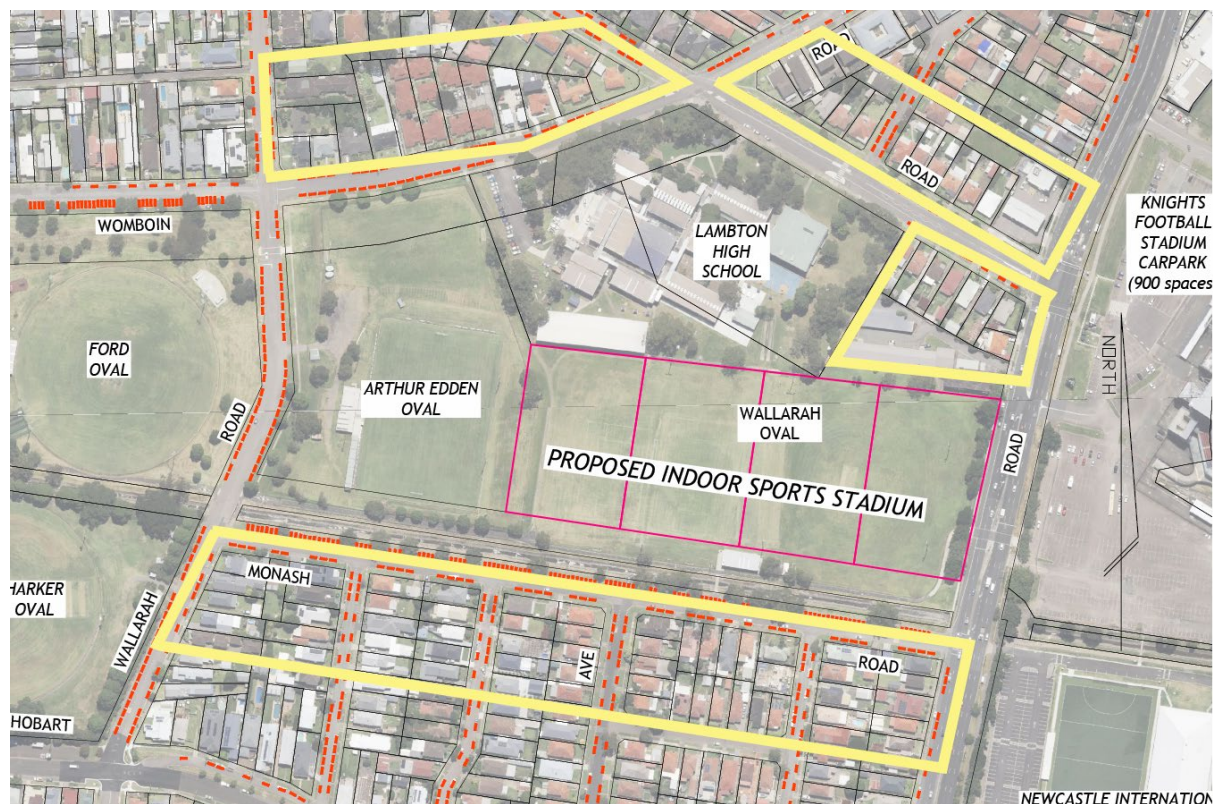 ROAD
ROAD
WOMBOIN
LAMBTON
HIGH
SCHOOL
KNIGHTS
FOOTBALL
STADIUM
CARPARK
(900 spaces
NORTH
FORD
OVAL
ARTHUR EDDEN
OVAL
WALLARAH
OVAL
ROAD
ROAD
PROPOSED INDOOR SPORTS STADIUM
MONASH
HARKER
OVAL
WALLARAH
AVE
ROAD
HOBART
NEWCASTLE INTERNATION